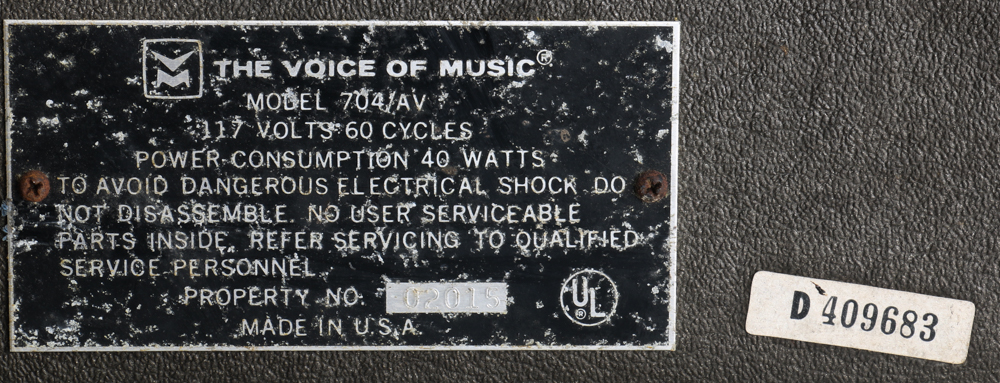 VM THE VOICE OF MUSIC®
MODEL 704/AV
117 VOLTS 60 CYCLES
POWER CONSUMPTION 40 WATTS
TO AVOID DANGEROUS ELECTRICAL SHOCK DO
NOT DISASSEMBLE. NO USER SERVICEABLE
PARTS INSIDE. REFER SERVICING TO QUALIFIED
SERVICE PERSONNEL.
PROPERTY NO. 02015
UL®
MADE IN U.S.A.
D 409683